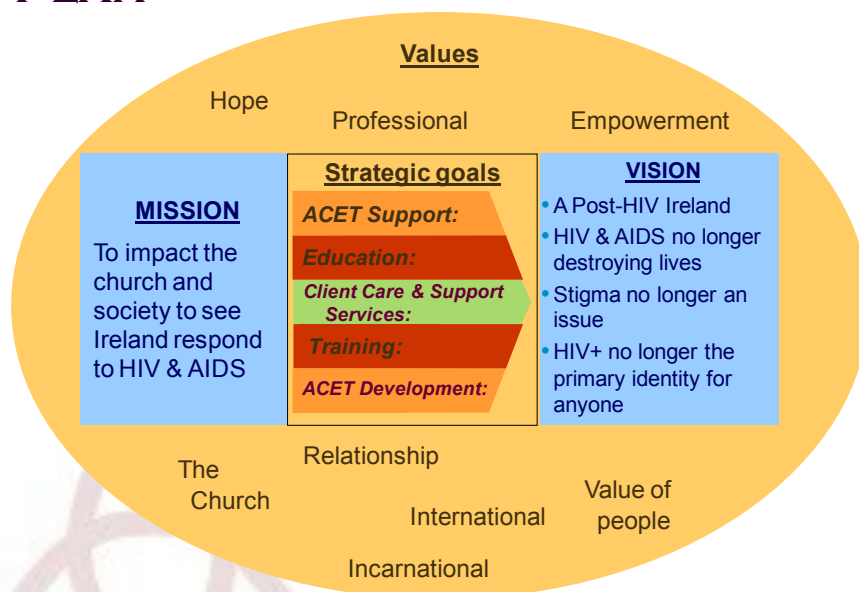 Values
Hope
Professional
Empowerment
MISSION
To impact the
church and
society to see
Ireland respond
to HIV & AIDS
Strategic goals
ACET Support:
Education:
Client Care & Support
Services:
Training:
ACET Development:
VISION
• A Post-HIV Ireland
• HIV & AIDS no longer
destroying lives
• Stigma no longer an
issue
• HIV+ no longer the
primary identity for
anyone
The
Church
Relationship
International
Value of
people
Incarnational